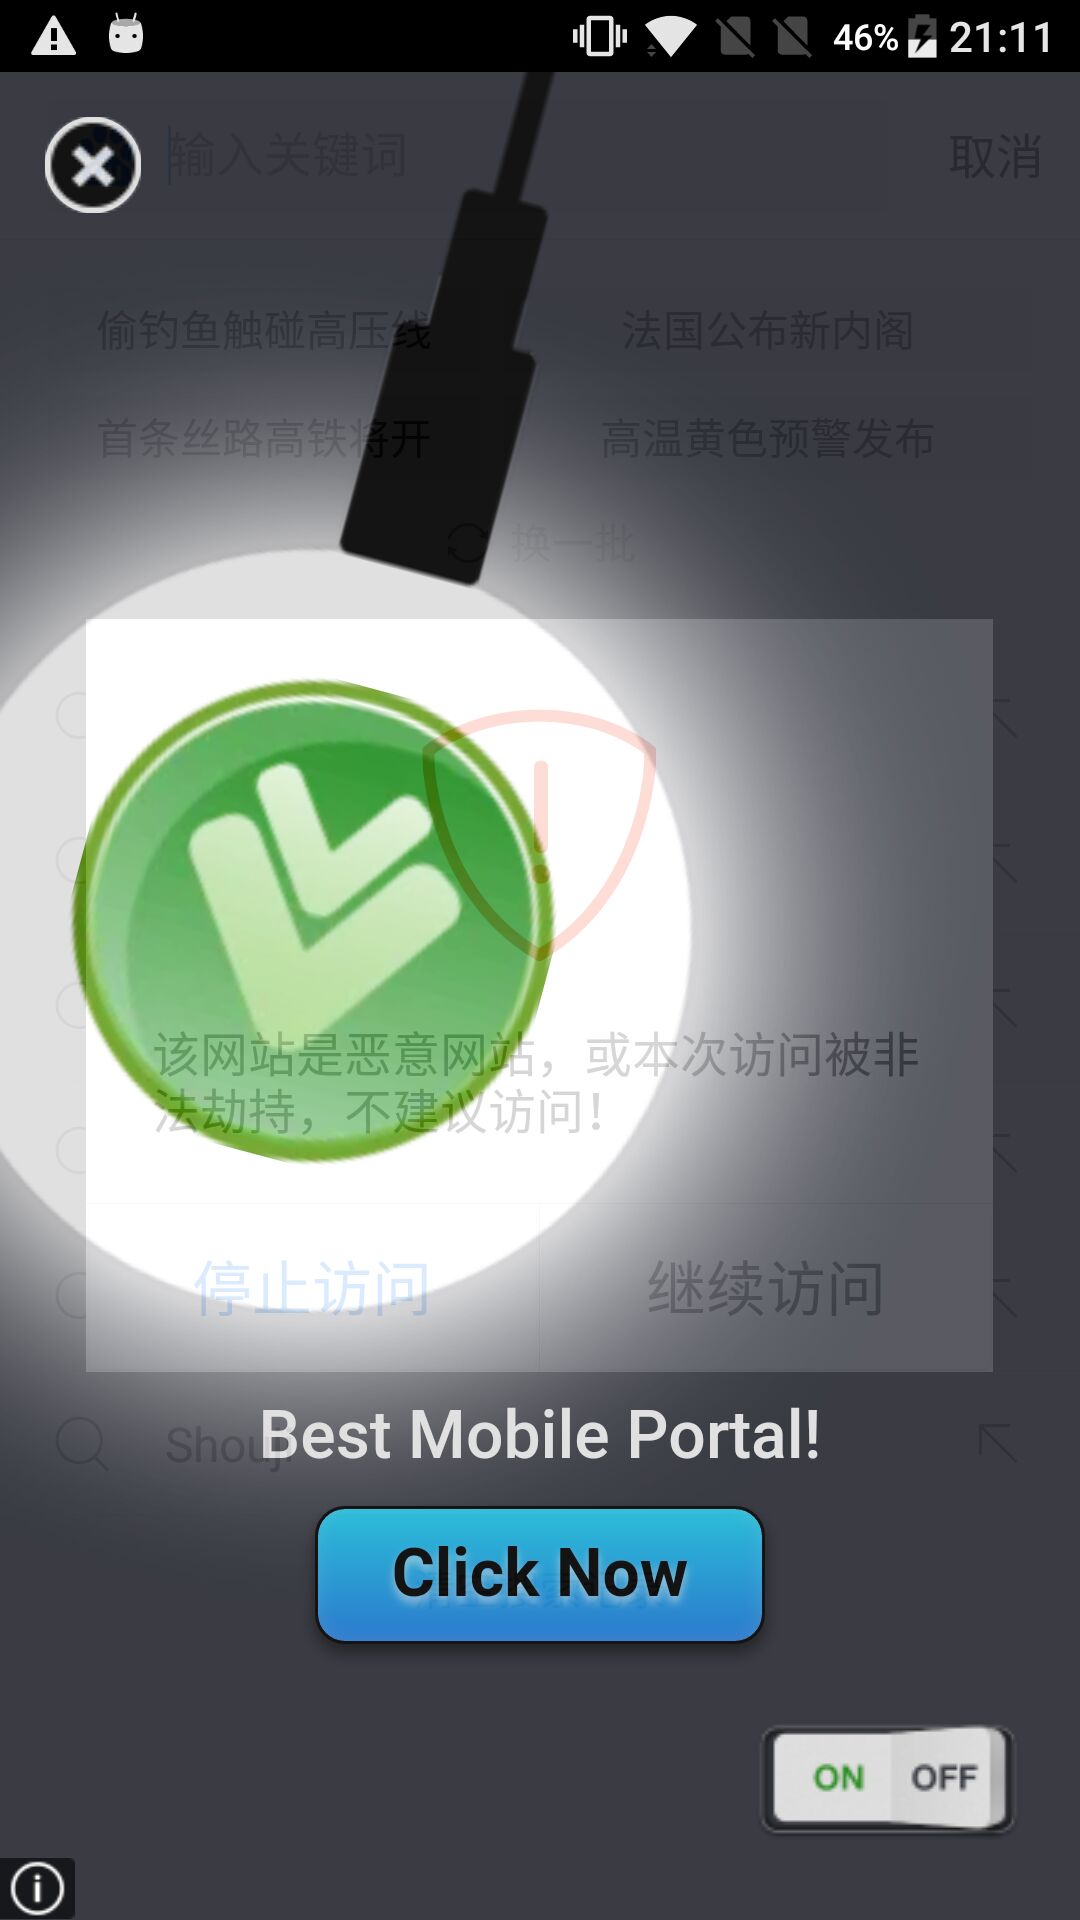 46% 21:11
输入关键词 取消
偷钓鱼触碰高压线 法国公布新内阁
首条丝路高铁将开 高温黄色预警发布
换一批
该网站是恶意网站，或本次访问被非
法劫持，不建议访问！
停止访问 继续访问
Shouji
Best Mobile Portal!
Click Now
ON OFF